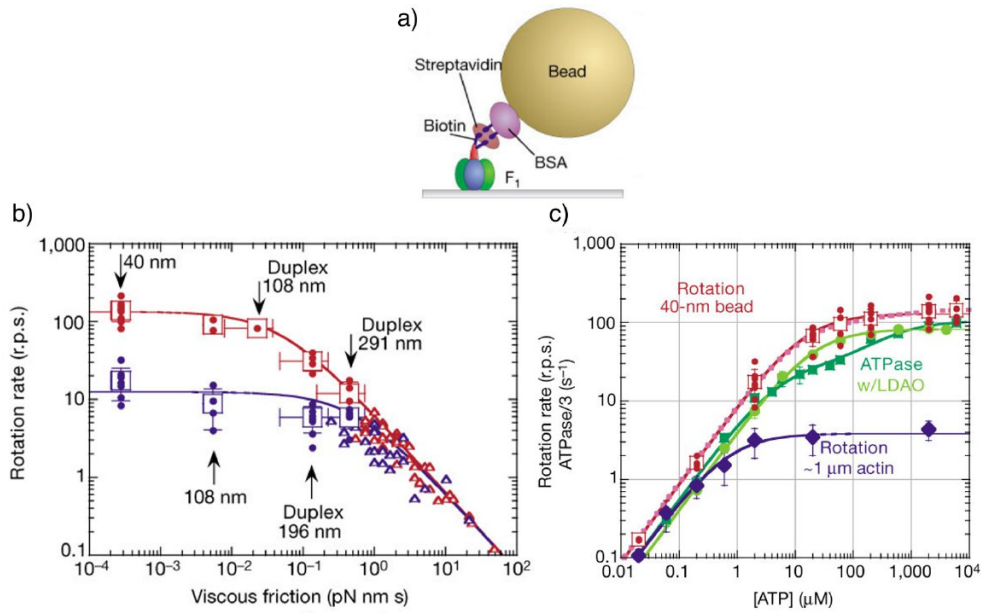 a)
Streptavidin
Bead
Biotin
BSA
F1
b)
Rotation rate (r.p.s.)
1,000
100
10
1
0.1
40 nm
Duplex
108 nm
Duplex
291 nm
108 nm
Duplex
196 nm
10⁻⁴
10⁻³
10⁻²
10⁻¹
10⁰
10¹
10²
Viscous friction (pN nm s)
c)
Rotation rate (r.p.s.)
ATPase/3 (s⁻¹)
1,000
100
10
1
0.1
Rotation
40-nm bead
ATPase
w/LDAO
Rotation
~1 μm actin
0.01
0.1
1
10
100
1,000
10⁴
[ATP] (μM)